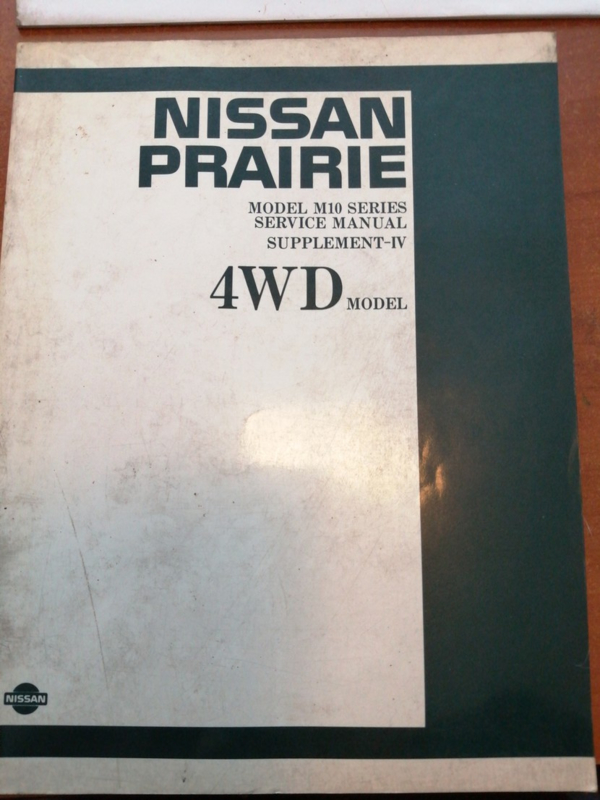 NISSAN
PRAIRIE
MODEL M10 SERIES
SERVICE MANUAL
SUPPLEMENT-IV
4WD MODEL
NISSAN